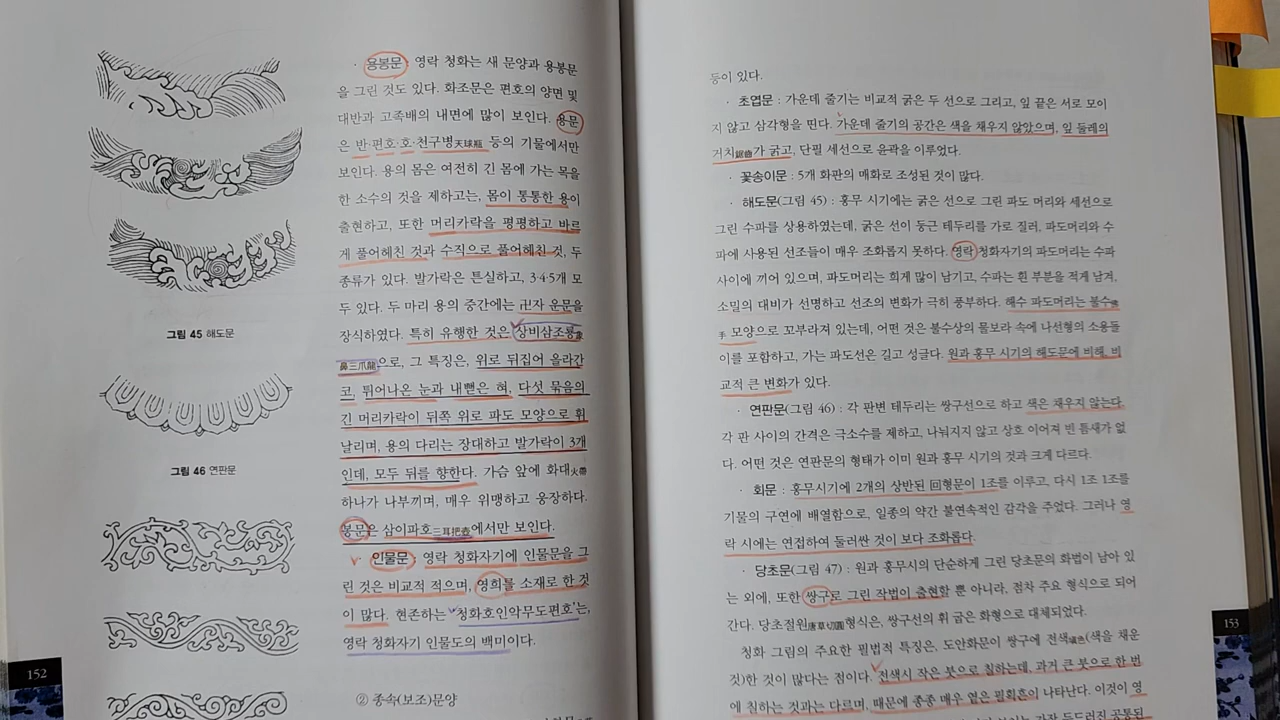 · 용봉문 영락 청화는 새 문양과 용봉문
을 그린 것도 있다. 화조문은 편호의 양면 및
대반과 고족배의 내면에 많이 보인다. 용문
은 반·편호·호·천구병天球瓶 등의 기물에서만
보인다. 용의 몸은 여전히 긴 몸에 가는 목을
한 소수의 것을 제하고는, 몸이 통통한 용이
출현하고, 또한 머리카락을 평평하고 바르
게 풀어헤친 것과 수직으로 풀어헤친 것, 두
종류가 있다. 발가락은 튼실하고, 3·4·5개 모
두 있다. 두 마리 용의 중간에는 卍자 운문을
장식하였다. 특히 유행한 것은 상비삼조룡象
鼻三爪龍으로, 그 특징은, 위로 뒤집어 올라간
코, 튀어나온 눈과 내뻗은 혀, 다섯 묶음의
긴 머리카락이 뒤쪽 위로 파도 모양으로 휘
날리며, 용의 다리는 장대하고 발가락이 3개
인데, 모두 뒤를 향한다. 가슴 앞에 화대火帶
하나가 나부끼며, 매우 위맹하고 웅장하다.
봉문은 삼이파호三耳把壺에서만 보인다.
인물문 영락 청화자기에 인물문을 그
린 것은 비교적 적으며, 영희를 소재로 한 것
이 많다. 현존하는 '청화호인악무도편호'는,
영락 청화자기 인물도의 백미이다.
② 종속(보조)문양
그림 45 해도문
그림 46 연판문
152
등이 있다.
· 초엽문 : 가운데 줄기는 비교적 굵은 두 선으로 그리고, 잎 끝은 서로 모이
지 않고 삼각형을 띤다. 가운데 줄기의 공간은 색을 채우지 않았으며, 잎 둘레의
거치鋸齒가 굵고, 단필 세선으로 윤곽을 이루었다.
· 꽃송이문 : 5개 화판의 매화로 조성된 것이 많다.
· 해도문(그림 45) : 홍무 시기에는 굵은 선으로 그린 파도 머리와 세선으로
그린 수파를 상용하였는데, 굵은 선이 둥근 테두리를 가로 질러, 파도머리와 수
파에 사용된 선조들이 매우 조화롭지 못하다. 영락 청화자기의 파도머리는 수파
사이에 끼어 있으며, 파도머리는 희게 많이 남기고, 수파는 흰 부분을 적게 남겨,
소밀의 대비가 선명하고 선조의 변화가 극히 풍부하다. 해수 파도머리는 불수佛
手 모양으로 꼬부라져 있는데, 어떤 것은 불수상의 물보라 속에 나선형의 소용돌
이를 포함하고, 가는 파도선은 길고 성글다. 원과 홍무 시기의 해도문에 비해, 비
교적 큰 변화가 있다.
· 연판문(그림 46) : 각 판변 테두리는 쌍구선으로 하고 색은 채우지 않는다.
각 판 사이의 간격은 극소수를 제하고, 나눠지지 않고 상호 이어져 빈 틈새가 없
다. 어떤 것은 연판문의 형태가 이미 원과 홍무 시기의 것과 크게 다르다.
· 회문 : 홍무시기에 2개의 상반된 回형문이 1조를 이루고, 다시 1조 1조를
기물의 구연에 배열함으로, 일종의 약간 불연속적인 감각을 주었다. 그러나 영
락 시에는 연접하여 둘러싼 것이 보다 조화롭다.
· 당초문(그림 47) : 원과 홍무시의 단순하게 그린 당초문의 화법이 남아 있
는 외에, 또한 쌍구로 그린 작법이 출현할 뿐 아니라, 점차 주요 형식으로 되어
간다. 당초절원唐草切圓형식은, 쌍구선의 휘 굽은 화형으로 대체되었다.
청화 그림의 주요한 필법적 특징은, 도안화문이 쌍구에 전색塡色(색을 채운
것)한 것이 많다는 점이다. 전색시 작은 붓으로 칠하는데, 과거 큰 붓으로 한 번
에 칠하는 것과는 다르며, 때문에 종종 매우 옅은 필획흔이 나타난다. 이것이 영
153